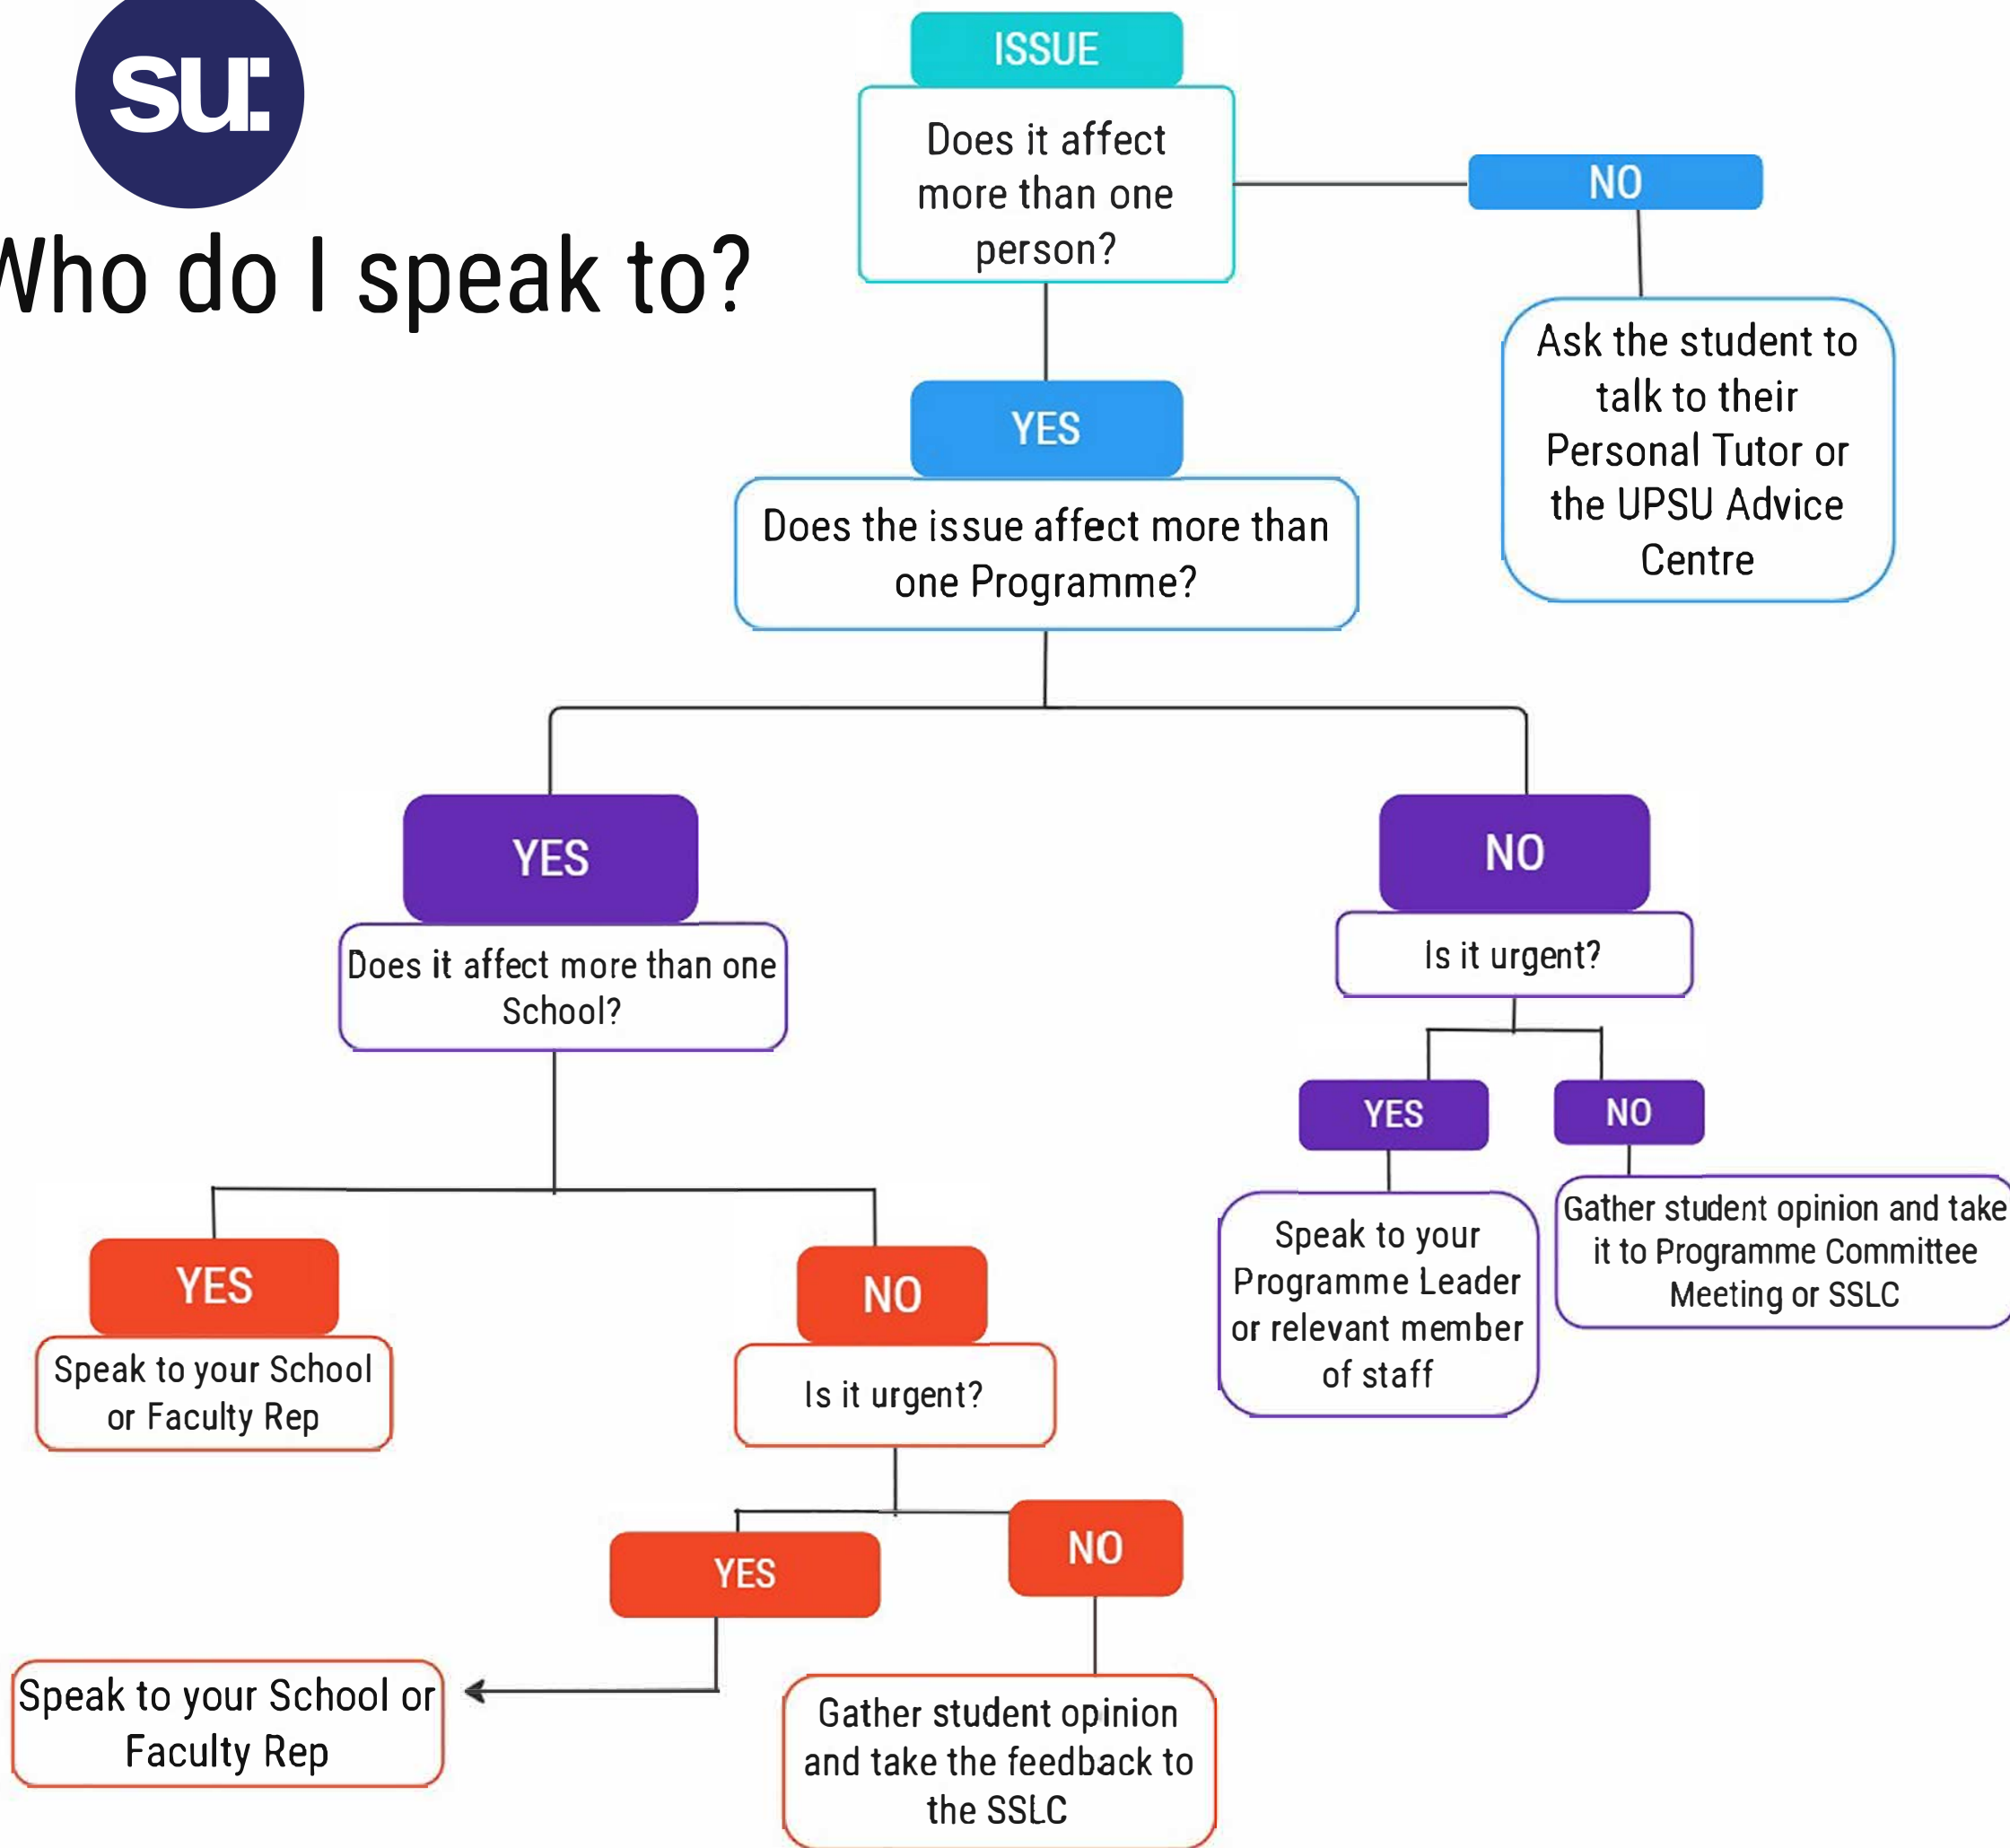 su:
Who do I speak to?
ISSUE
Does it affect
more than one
person?
NO
Ask the student to
talk to their
Personal Tutor or
the UPSU Advice
Centre
YES
Does the issue affect more than
one Programme?
YES
Does it affect more than one
School?
NO
Is it urgent?
YES
Speak to your
Programme Leader
or relevant member
of staff
NO
Gather student opinion and take
it to Programme Committee
Meeting or SSLC
YES
Speak to your School
or Faculty Rep
NO
Is it urgent?
YES
Speak to your School or
Faculty Rep
NO
Gather student opinion
and take the feedback to
the SSLC